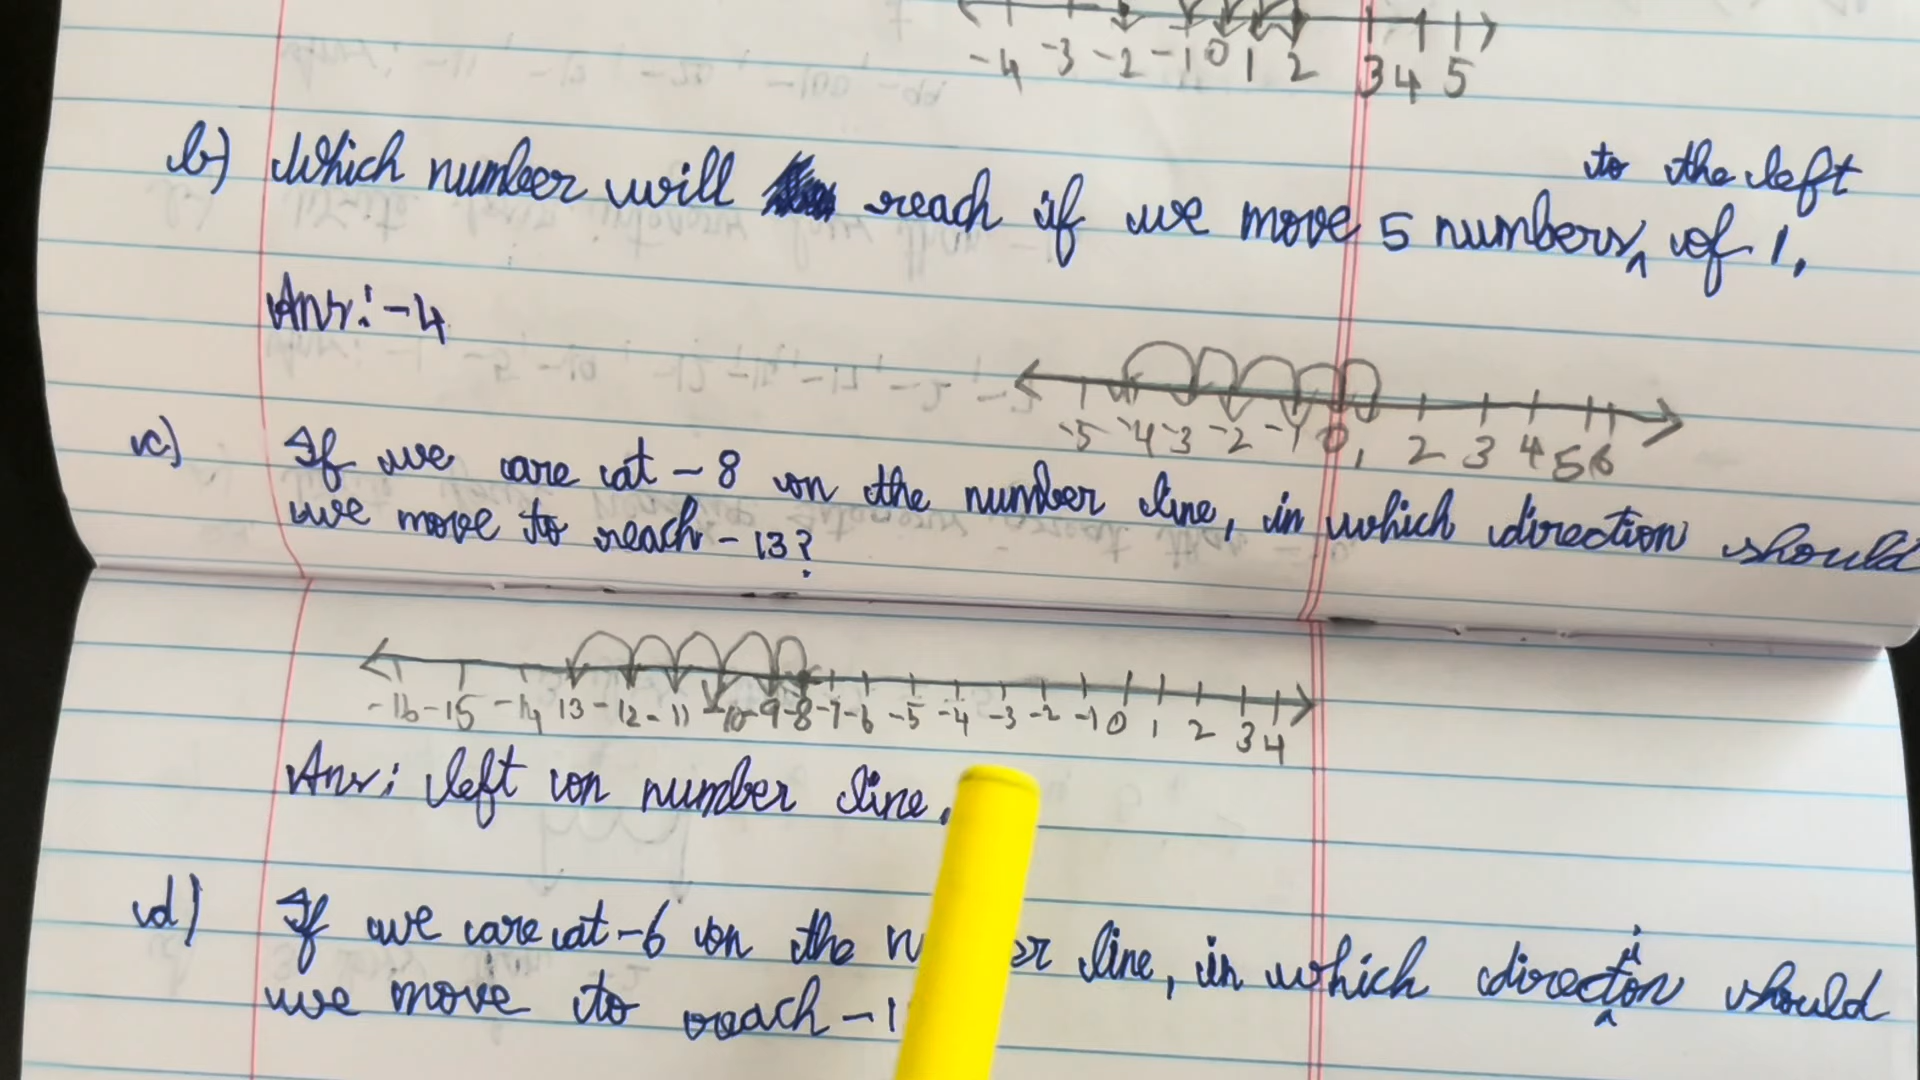 -4 -3 -2 -1 0 1 2 3 4 5
b) Which number will reach if we move 5 numbers to the left of 1.
Ans: -4
-5 -4 -3 -2 -1 0 1 2 3 4 5 6
c) If we are at -8 on the number line, in which direction should
we move to reach -13?
-16 -15 -14 13 -12 -11 -10 -9 -8 -7 -6 -5 -4 -3 -2 -1 0 1 2 3 4
Ans: left on number line.
d) If we are at -6 on the line, in which direction should
we move to reach